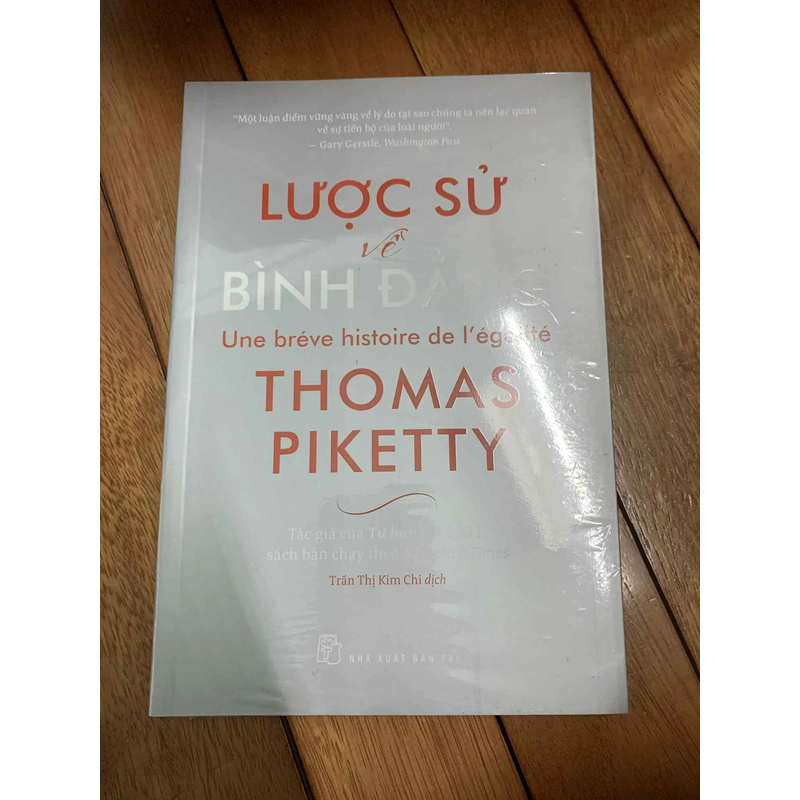 “Một luận điểm vững vàng về lý do tại sao chúng ta nên lạc quan
về sự tiến bộ của loài người”.
– Gary Gerstle, Washington Post
LƯỢC SỬ
về
BÌNH
Une bréve histoire de l’égalité
THOMAS
PIKETTY
Tác giả của Tư bản
sách bán chạy theo Times
Trần Thị Kim Chi dịch
NHÀ XUẤT BẢN TRẺ